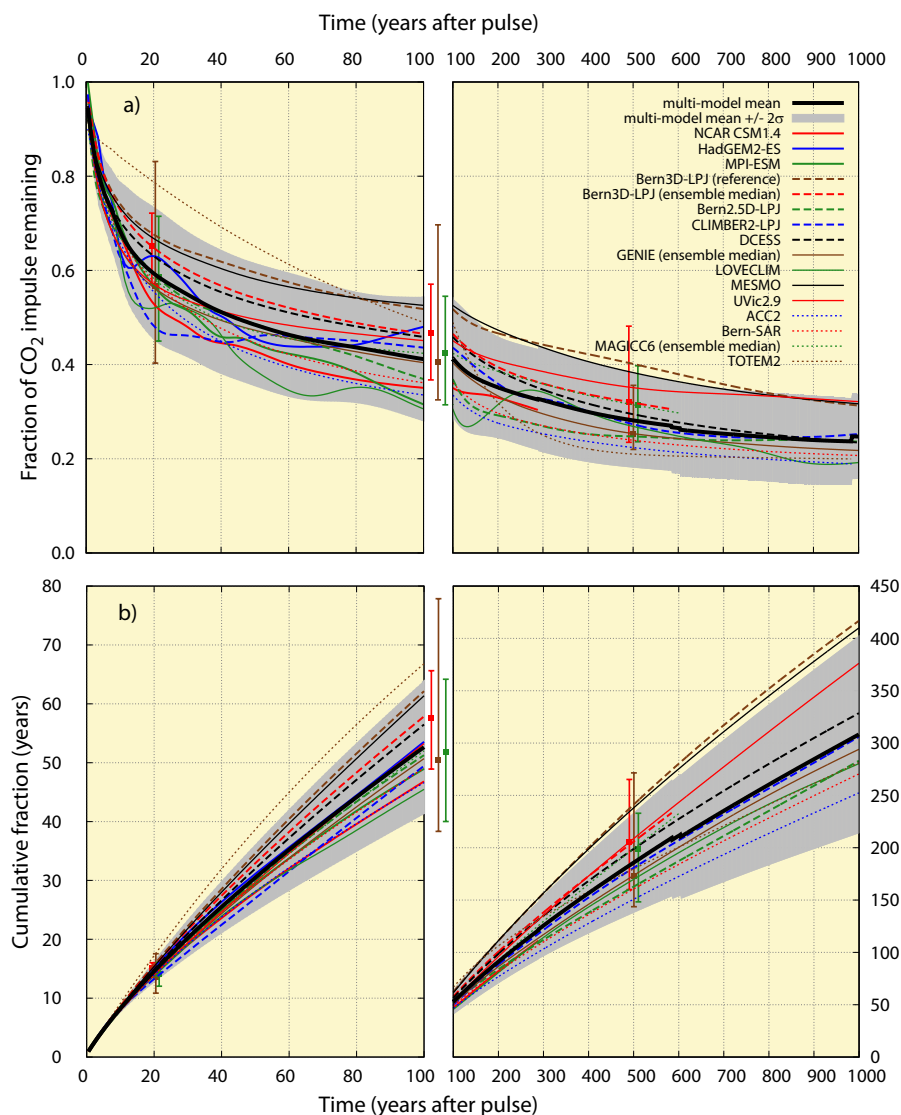 Time (years after pulse)
0 20 40 60 80 100 100 200 300 400 500 600 700 800 900 1000
1.0
0.8
0.6
0.4
0.2
0.0
Fraction of CO2 impulse remaining
a)
multi-model mean
multi-model mean +/- 2σ
NCAR CSM1.4
HadGEM2-ES
MPI-ESM
Bern3D-LPJ (reference)
Bern3D-LPJ (ensemble median)
Bern2.5D-LPJ
CLIMBER2-LPJ
DCESS
GENIE (ensemble median)
LOVECLIM
MESMO
UVic2.9
ACC2
Bern-SAR
MAGICC6 (ensemble median)
TOTEM2
80
70
60
50
40
30
20
10
0
Cumulative fraction (years)
b)
450
400
350
300
250
200
150
100
50
0
0 20 40 60 80 100 100 200 300 400 500 600 700 800 900 1000
Time (years after pulse)